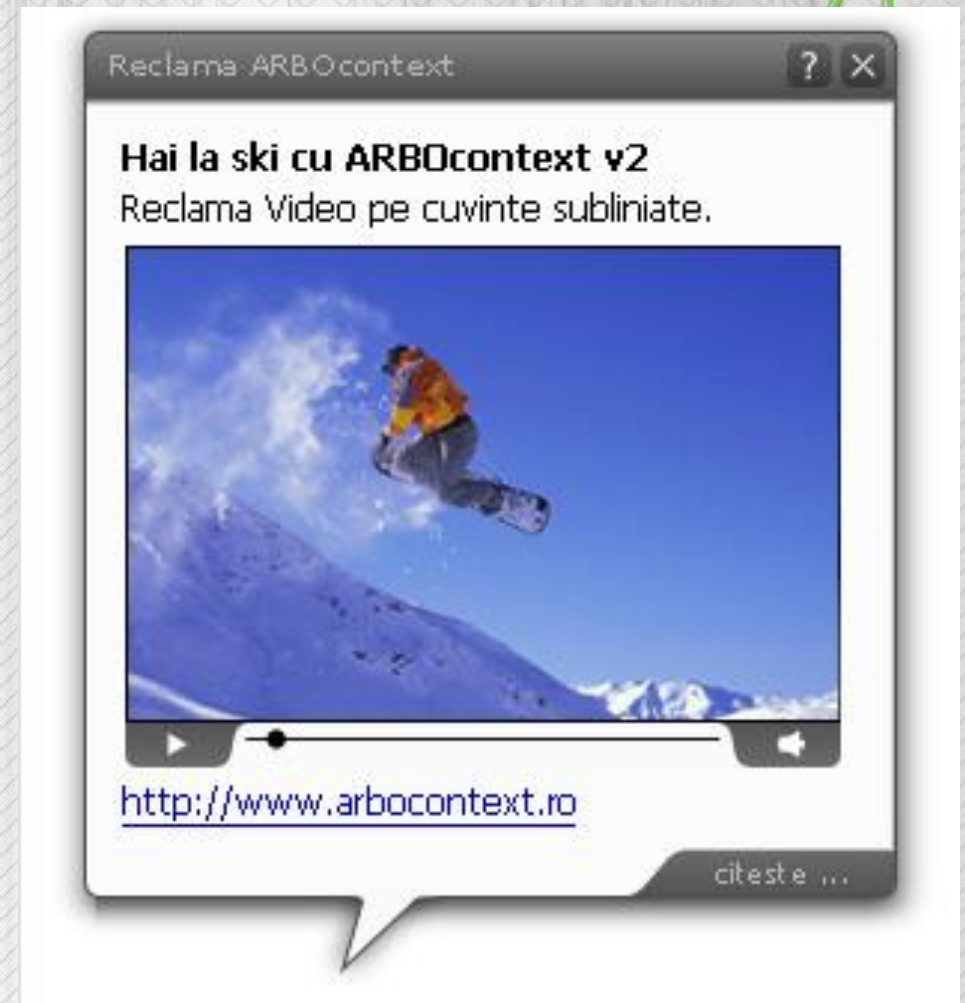 Reclama ARBOcontext ? X
Hai la ski cu ARBOcontext v2
Reclama Video pe cuvinte subliniate.
http://www.arbocontext.ro
citeste ...